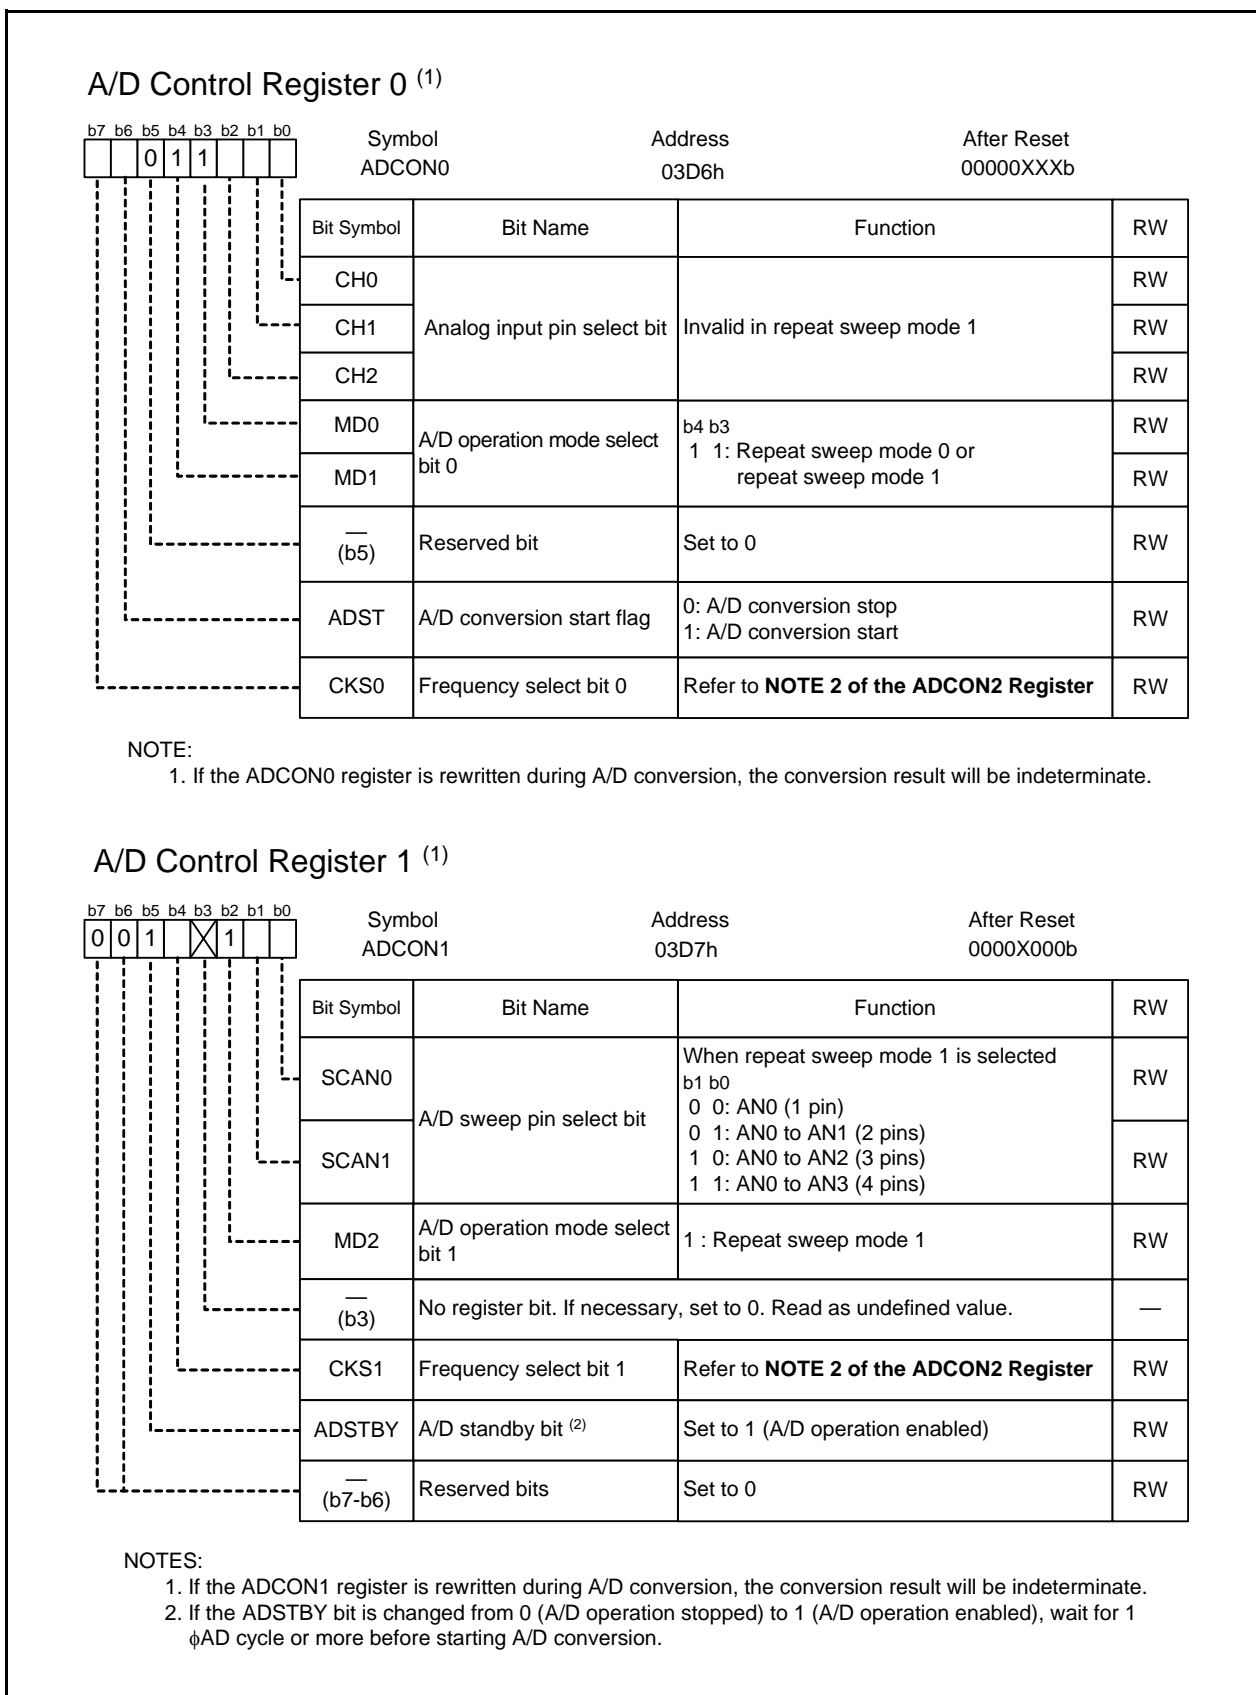 A/D Control Register 0 (1)
b7 b6 b5 b4 b3 b2 b1 b0
0 1 1
Symbol Address After Reset
ADCON0 03D6h 00000XXXb
Bit Symbol Bit Name Function RW
CH0 RW
CH1 Analog input pin select bit Invalid in repeat sweep mode 1 RW
CH2 RW
MD0 A/D operation mode select bit 0 b4 b3 RW
1 1: Repeat sweep mode 0 or
MD1 repeat sweep mode 1 RW
—
(b5) Reserved bit Set to 0 RW
ADST A/D conversion start flag 0: A/D conversion stop RW
1: A/D conversion start
CKS0 Frequency select bit 0 Refer to NOTE 2 of the ADCON2 Register RW
NOTE:
1. If the ADCON0 register is rewritten during A/D conversion, the conversion result will be indeterminate.
A/D Control Register 1 (1)
b7 b6 b5 b4 b3 b2 b1 b0
0 0 1 1
Symbol Address After Reset
ADCON1 03D7h 0000X000b
Bit Symbol Bit Name Function RW
When repeat sweep mode 1 is selected
SCAN0 b1 b0 RW
0 0: AN0 (1 pin)
A/D sweep pin select bit 0 1: AN0 to AN1 (2 pins)
SCAN1 1 0: AN0 to AN2 (3 pins) RW
1 1: AN0 to AN3 (4 pins)
MD2 A/D operation mode select bit 1 1 : Repeat sweep mode 1 RW
—
(b3) No register bit. If necessary, set to 0. Read as undefined value. —
CKS1 Frequency select bit 1 Refer to NOTE 2 of the ADCON2 Register RW
ADSTBY A/D standby bit (2) Set to 1 (A/D operation enabled) RW
—
(b7-b6) Reserved bits Set to 0 RW
NOTES:
1. If the ADCON1 register is rewritten during A/D conversion, the conversion result will be indeterminate.
2. If the ADSTBY bit is changed from 0 (A/D operation stopped) to 1 (A/D operation enabled), wait for 1
ϕAD cycle or more before starting A/D conversion.